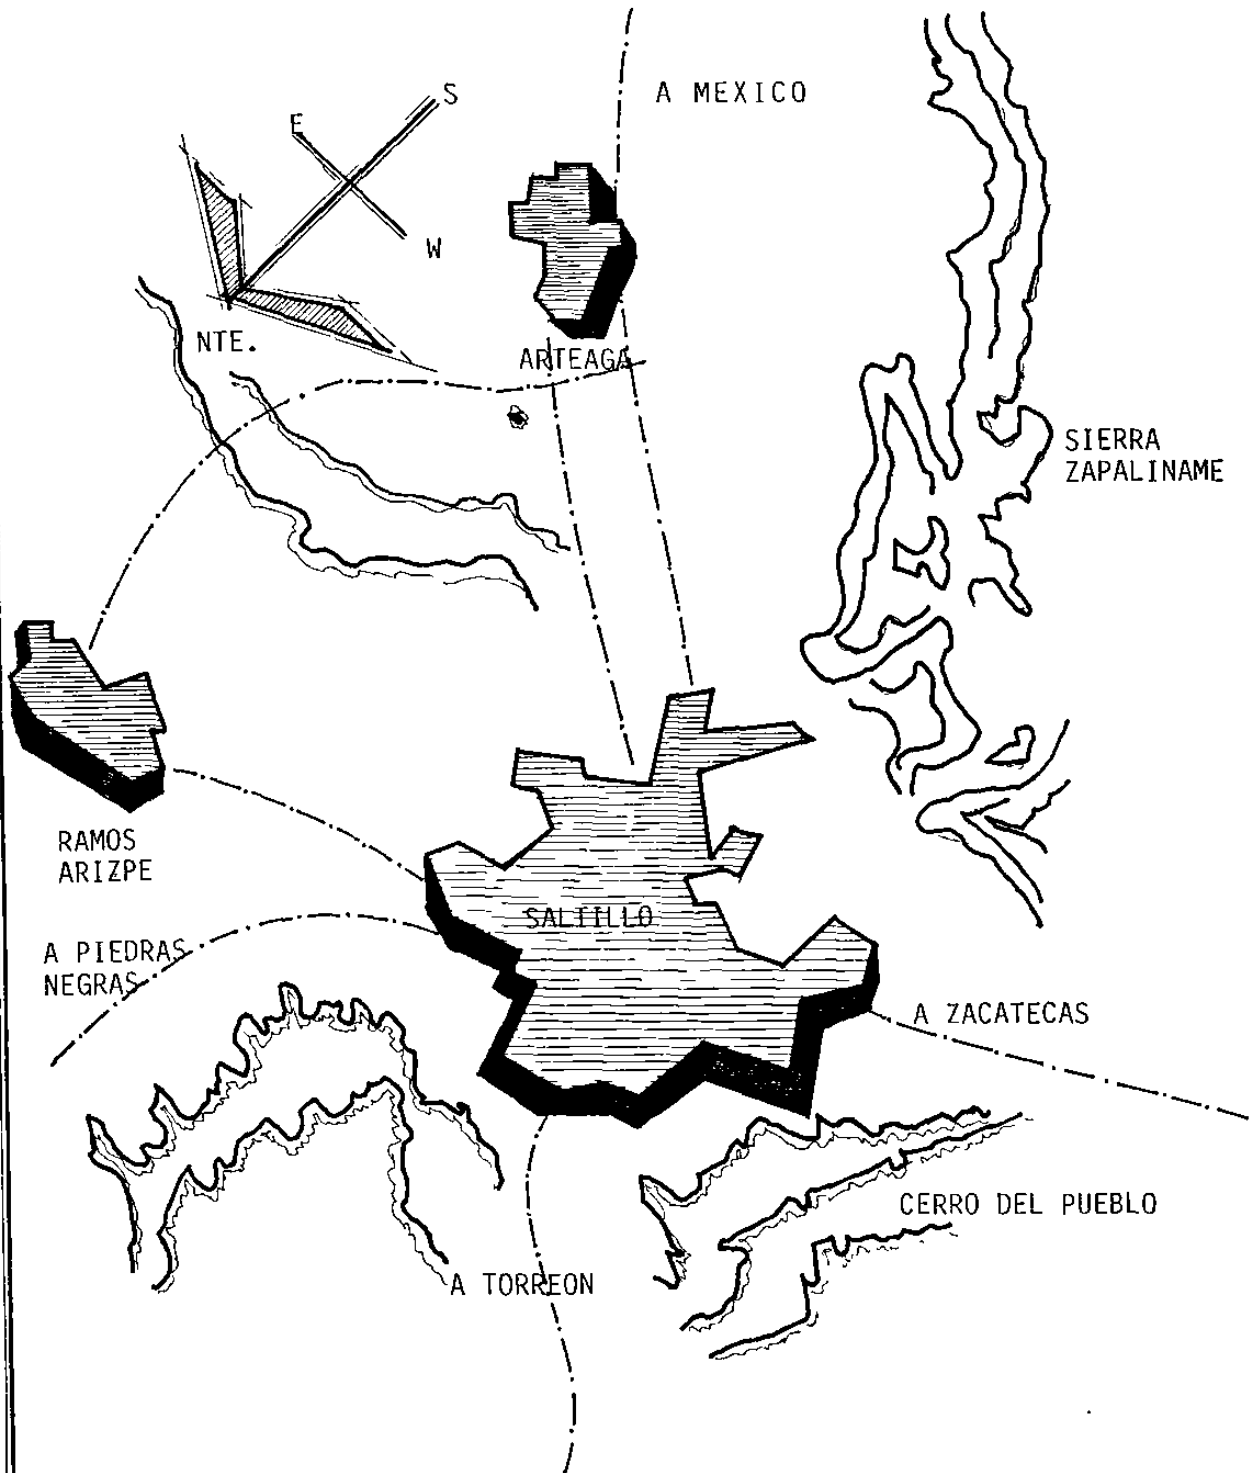 S
A MEXICO
E
W
NTE.
ARTEAGA
SIERRA
ZAPALINAME
RAMOS
ARIZPE
SALTILLO
A PIEDRAS
NEGRAS
A ZACATECAS
CERRO DEL PUEBLO
A TORREON